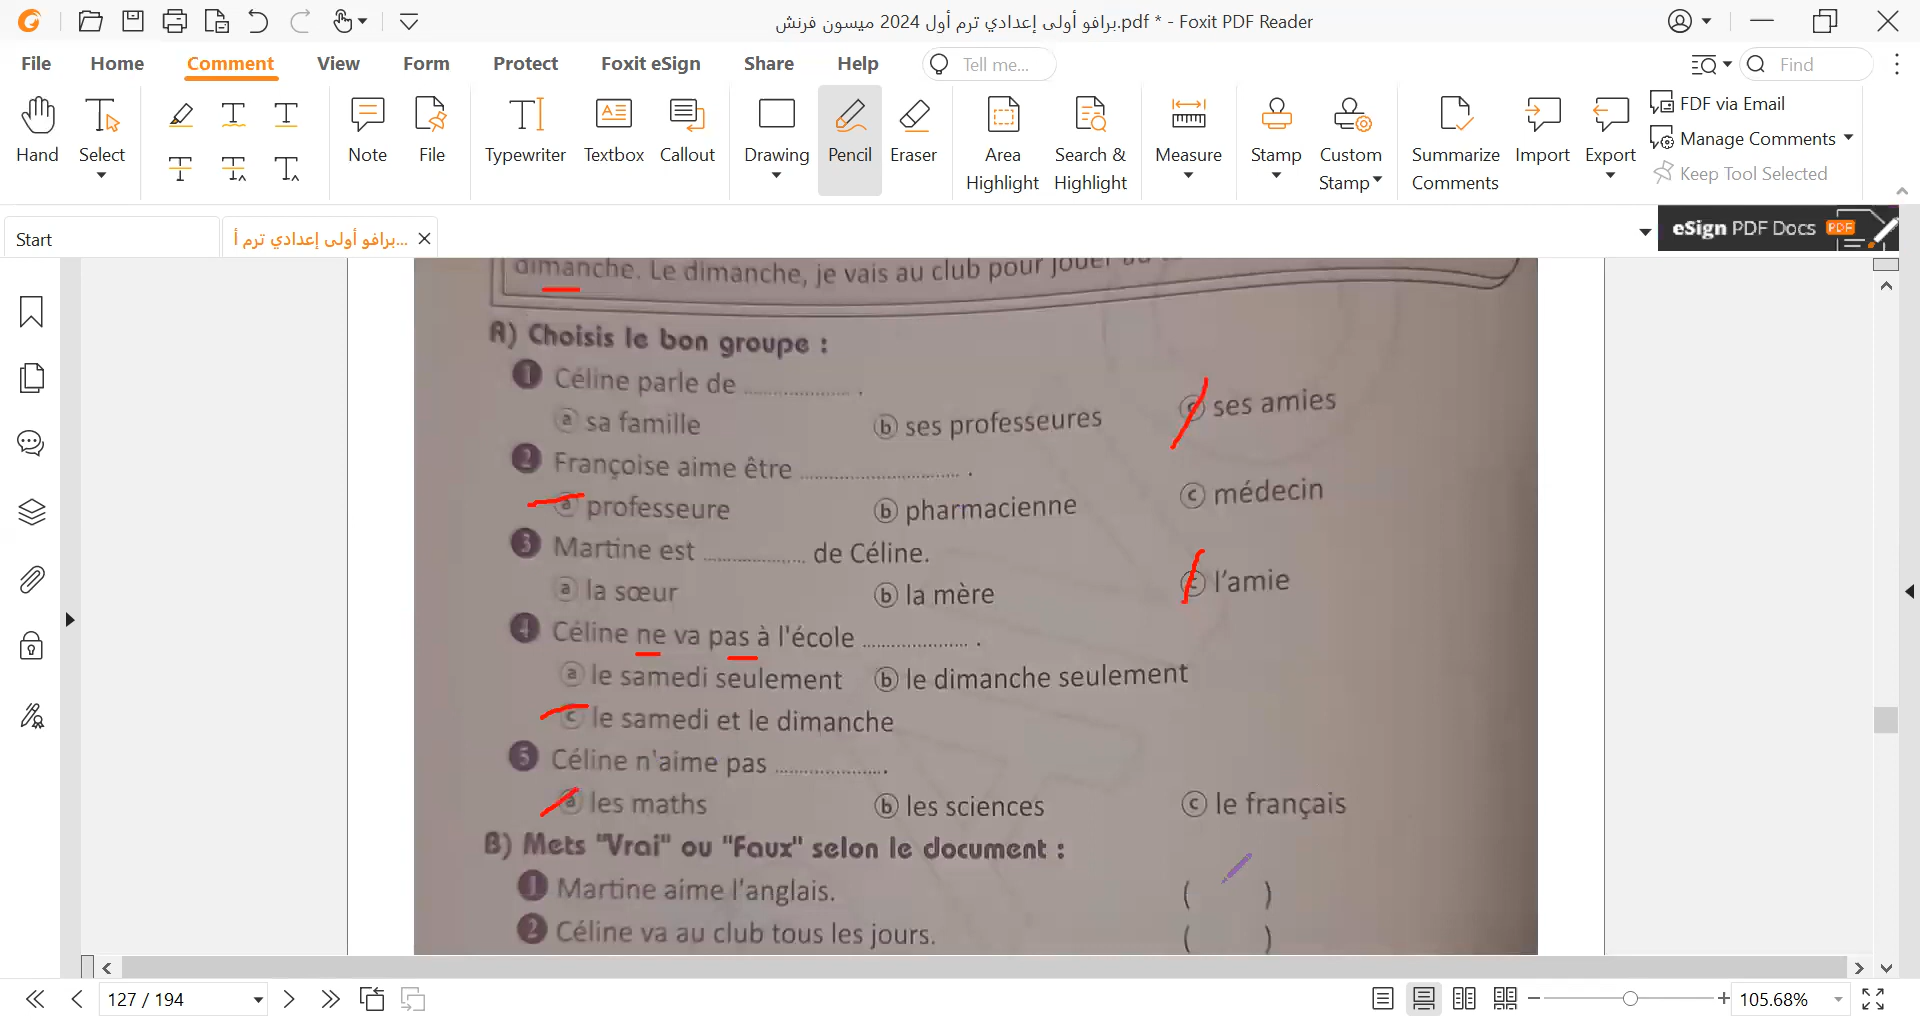 برافو أولى إعدادي ترم أول 2024 ميسون فرنش.pdf * - Foxit PDF Reader
File Home Comment View Form Protect Foxit eSign Share Help Tell me... Find
Hand Select Note File Typewriter Textbox Callout Drawing Pencil Eraser Area Highlight Search & Highlight Measure Stamp Custom Stamp Summarize Comments Import Export
FDF via Email
Manage Comments
Keep Tool Selected
Start
برافو أولى إعدادي ترم أ...
eSign PDF Docs PDF
dimanche. Le dimanche, je vais au club pour jouer au
A) Choisis le bon groupe :
1 Céline parle de .................. .
a sa famille b ses professeures c ses amies
2 Françoise aime être ........................... .
a professeure b pharmacienne c médecin
3 Martine est ................. de Céline.
a la sœur b la mère c l'amie
4 Céline ne va pas à l'école .................. .
a le samedi seulement b le dimanche seulement
c le samedi et le dimanche
5 Céline n'aime pas ...................
a les maths b les sciences c le français
B) Mets "Vrai" ou "Faux" selon le document :
1 Martine aime l'anglais. ( )
2 Céline va au club tous les jours. ( )
127 / 194
105.68%